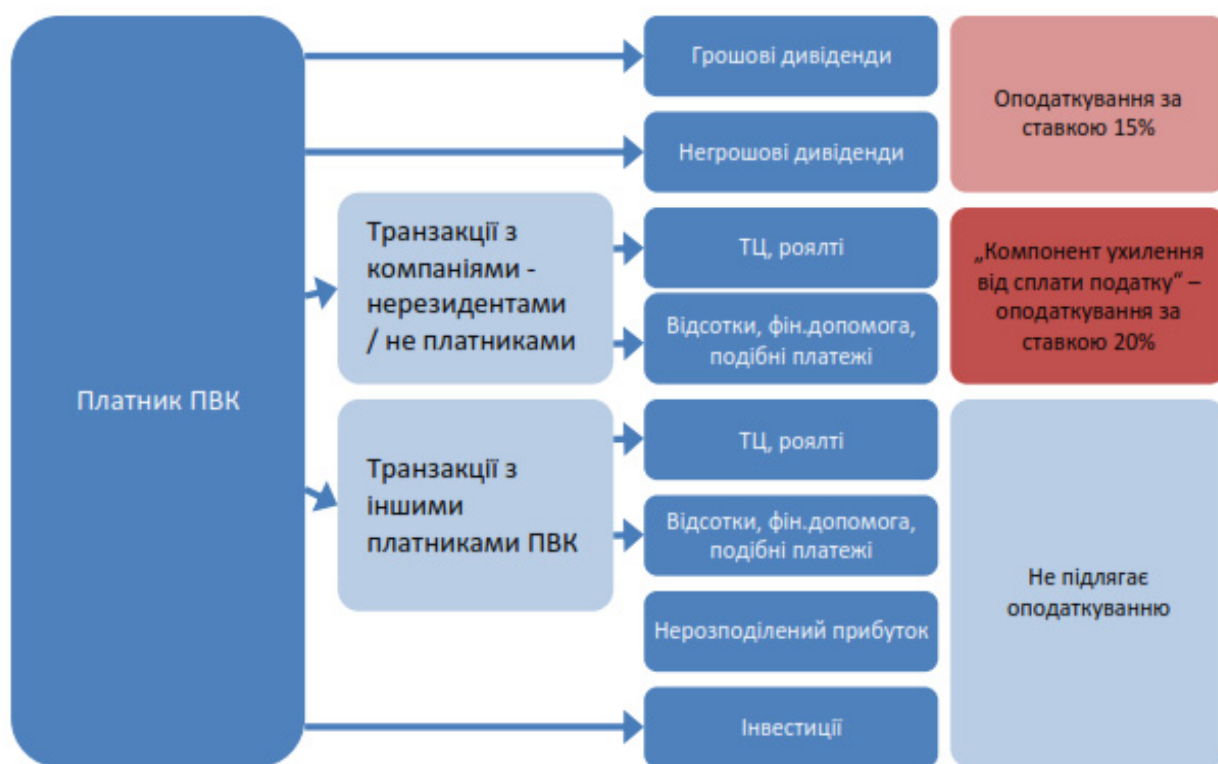 Платник ПВК
Грошові дивіденди
Негрошові дивіденди
Оподаткування за
ставкою 15%
Транзакції з
компаніями -
нерезидентами
/ не платниками
ТЦ, роялті
Відсотки, фін.допомога,
подібні платежі
„Компонент ухилення
від сплати податку“ –
оподаткування за
ставкою 20%
Транзакції з
іншими
платниками ПВК
ТЦ, роялті
Відсотки, фін.допомога,
подібні платежі
Нерозподілений прибуток
Інвестиції
Не підлягає
оподаткуванню